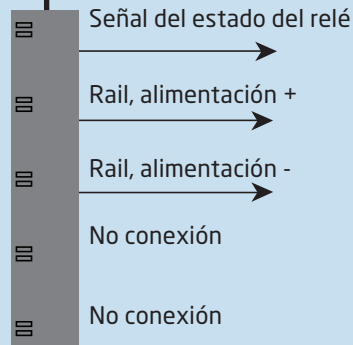 Señal del estado del relé
Rail, alimentación +
Rail, alimentación -
No conexión
No conexión